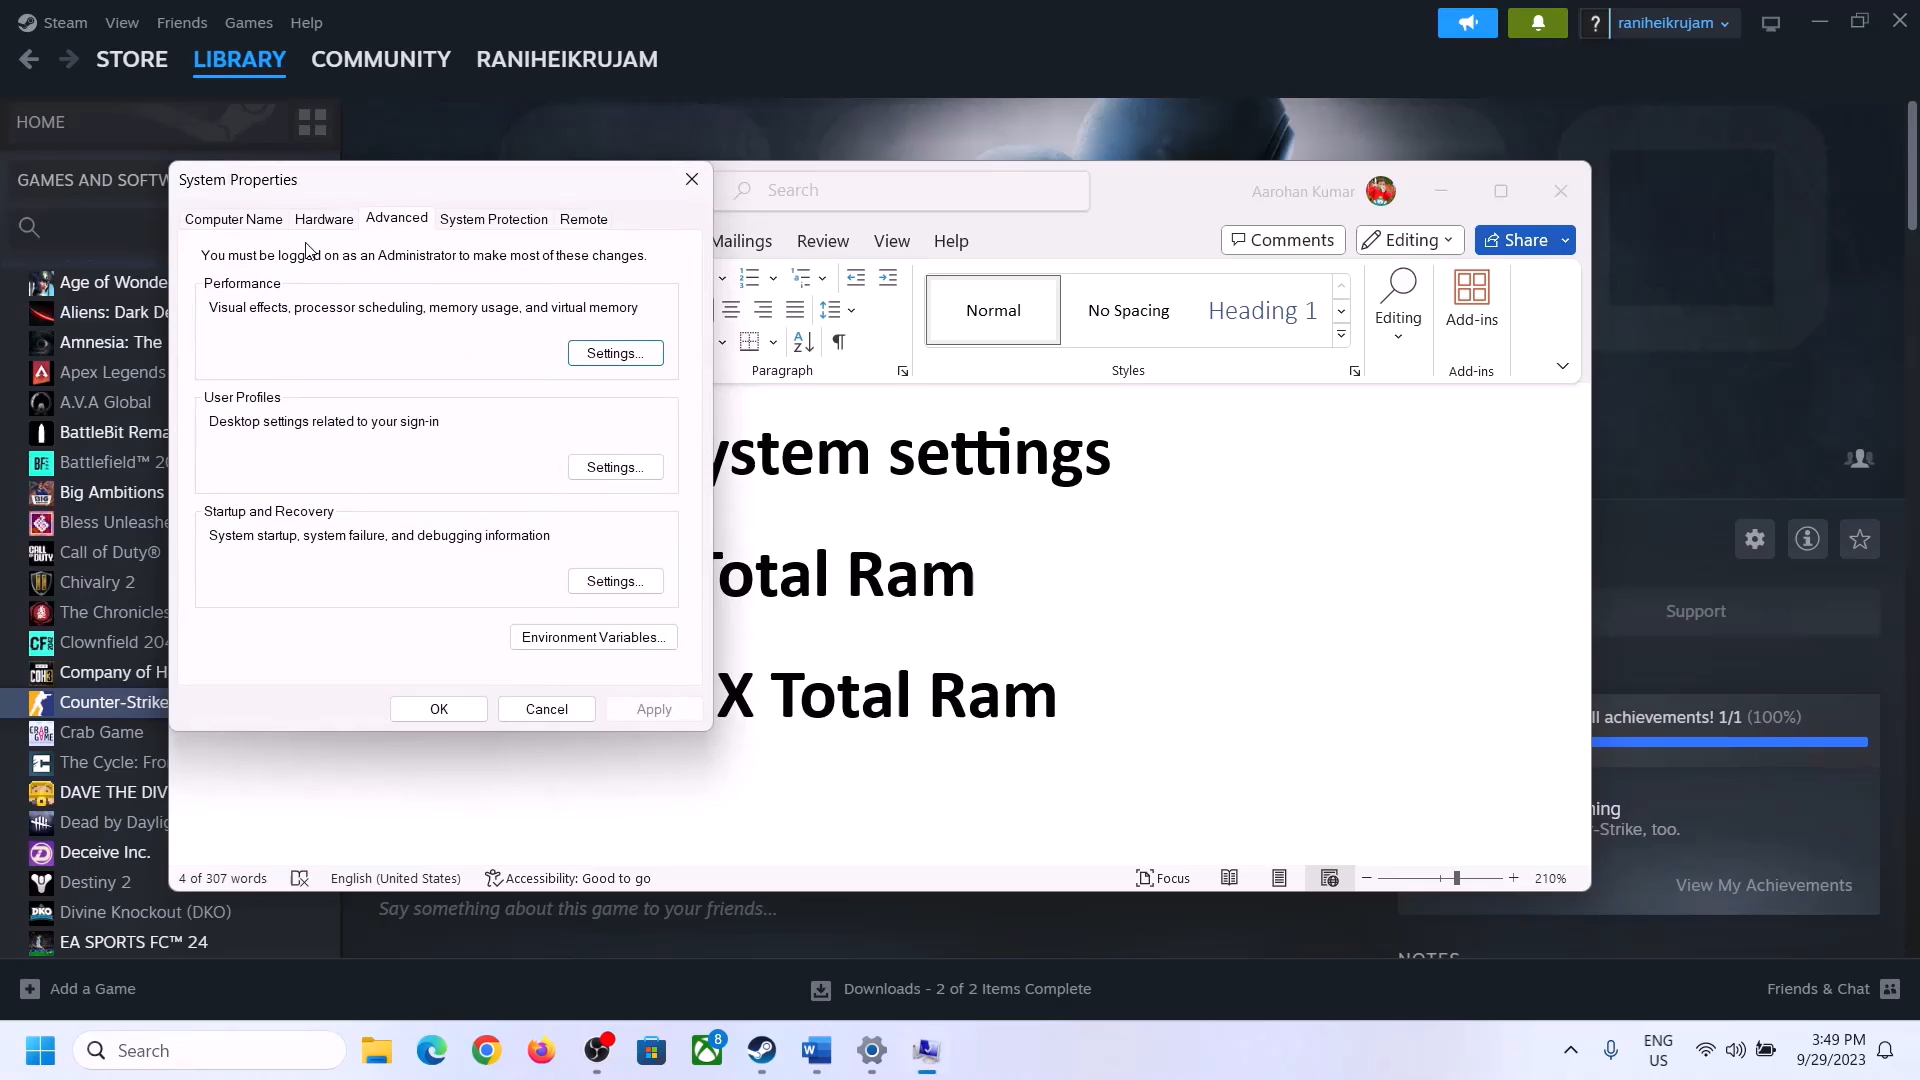 Steam View Friends Games Help
? raniheikrujam
STORE LIBRARY COMMUNITY RANIHEIKRUJAM
HOME
GAMES AND SOFTW
Age of Wonde
Aliens: Dark De
Amnesia: The
Apex Legends
A.V.A Global
BattleBit Rema
Battlefield™ 20
Big Ambitions
Bless Unleashe
Call of Duty®
Chivalry 2
The Chronicles
Clownfield 204
Company of H
Counter-Strike
Crab Game
The Cycle: Fro
DAVE THE DIV
Dead by Daylig
Deceive Inc.
Destiny 2
Divine Knockout (DKO)
EA SPORTS FC™ 24
System Properties
Computer Name Hardware Advanced System Protection Remote
You must be logged on as an Administrator to make most of these changes.
Performance
Visual effects, processor scheduling, memory usage, and virtual memory
Settings...
User Profiles
Desktop settings related to your sign-in
Settings...
Startup and Recovery
System startup, system failure, and debugging information
Settings...
Environment Variables...
OK Cancel Apply
Search
Aarohan Kumar
Mailings Review View Help
Comments Editing Share
Normal No Spacing Heading 1
Editing
Add-ins
Paragraph Styles Add-ins
ystem settings
Total Ram
X Total Ram
4 of 307 words English (United States) Accessibility: Good to go
Focus 210%
Support
ll achievements! 1/1 (100%)
ning
-Strike, too.
View My Achievements
Say something about this game to your friends...
NOTES
Add a Game
Downloads - 2 of 2 Items Complete
Friends & Chat
Search
8
ENG
US
3:49 PM
9/29/2023